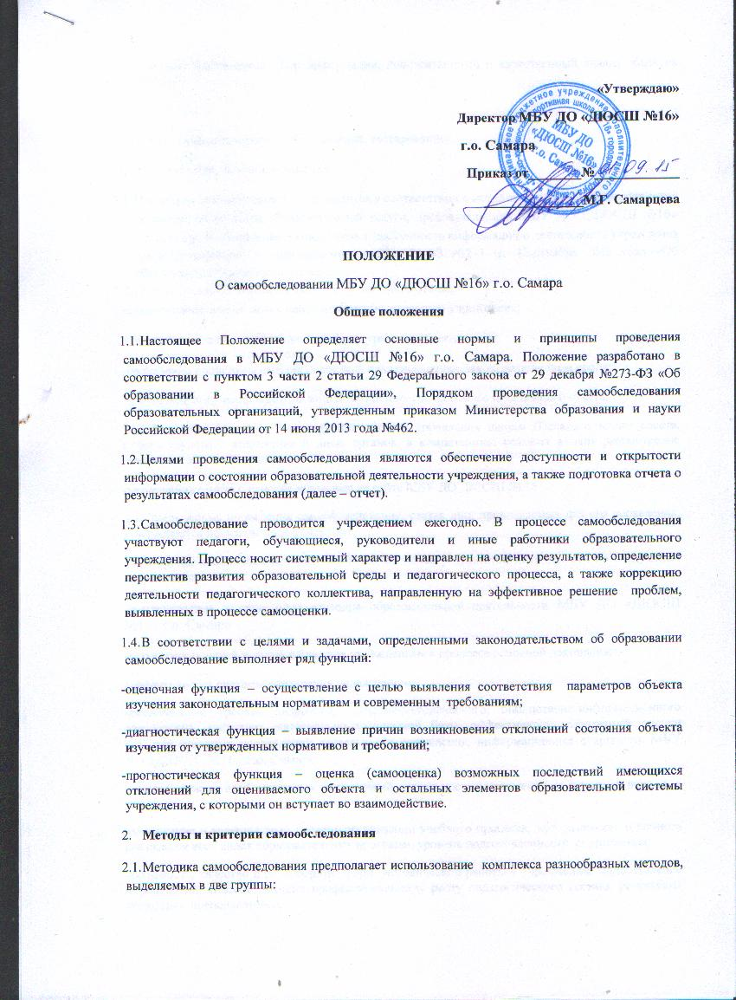 «Утверждаю»
Директор МБУ ДО «ДЮСШ №16»
г.о. Самара
Приказ от ________№ 01.09.15
М.Г. Самарцева
МБУ ДО
«ДЮСШ №16»
г.о. Самара
ПОЛОЖЕНИЕ
О самообследовании МБУ ДО «ДЮСШ №16» г.о. Самара
Общие положения
1.1.Настоящее Положение определяет основные нормы и принципы проведения
самообследования в МБУ ДО «ДЮСШ №16» г.о. Самара. Положение разработано в
соответствии с пунктом 3 части 2 статьи 29 Федерального закона от 29 декабря №273-ФЗ «Об
образовании в Российской Федерации», Порядком проведения самообследования
образовательных организаций, утвержденным приказом Министерства образования и науки
Российской Федерации от 14 июня 2013 года №462.
1.2.Целями проведения самообследования являются обеспечение доступности и открытости
информации о состоянии образовательной деятельности учреждения, а также подготовка отчета о
результатах самообследования (далее – отчет).
1.3.Самообследование проводится учреждением ежегодно. В процессе самообследования
участвуют педагоги, обучающиеся, руководители и иные работники образовательного
учреждения. Процесс носит системный характер и направлен на оценку результатов, определение
перспектив развития образовательной среды и педагогического процесса, а также коррекцию
деятельности педагогического коллектива, направленную на эффективное решение проблем,
выявленных в процессе самооценки.
1.4.В соответствии с целями и задачами, определенными законодательством об образовании
самообследование выполняет ряд функций:
-оценочная функция – осуществление с целью выявления соответствия параметров объекта
изучения законодательным нормативам и современным требованиям;
-диагностическая функция – выявление причин возникновения отклонений состояния объекта
изучения от утвержденных нормативов и требований;
-прогностическая функция – оценка (самооценка) возможных последствий имеющихся
отклонений для оцениваемого объекта и остальных элементов образовательной системы
учреждения, с которыми он вступает во взаимодействие.
2. Методы и критерии самообследования
2.1.Методика самообследования предполагает использование комплекса разнообразных методов,
выделяемых в две группы: